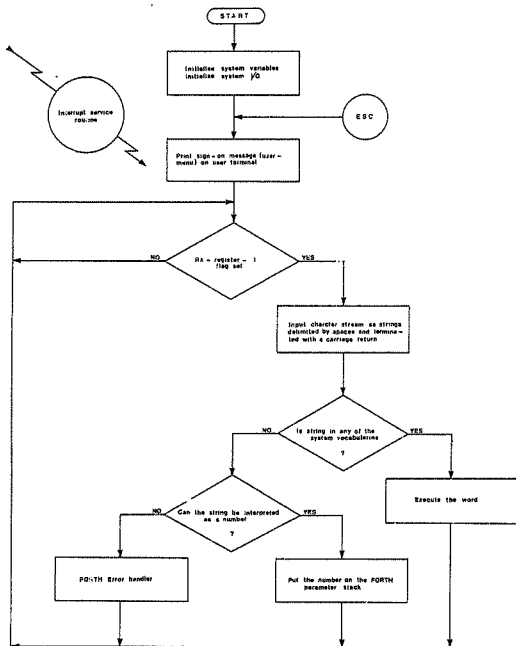 START
Initialise system variables
Initialise system I/O
Interrupt service
routine
ESC
Print sign-on message (user-
menu) on user terminal
NO
YES
Rx - register - 1
flag set
Input charcter stream as strings
delimited by spaces and termina-
ted with a carriage return
NO
YES
Is string in any of the
system vocabularies
?
NO
YES
Can the string be interpreted
as a number
?
Execute the word
FORTH Error handler
Put the number on the FORTH
parameter stack